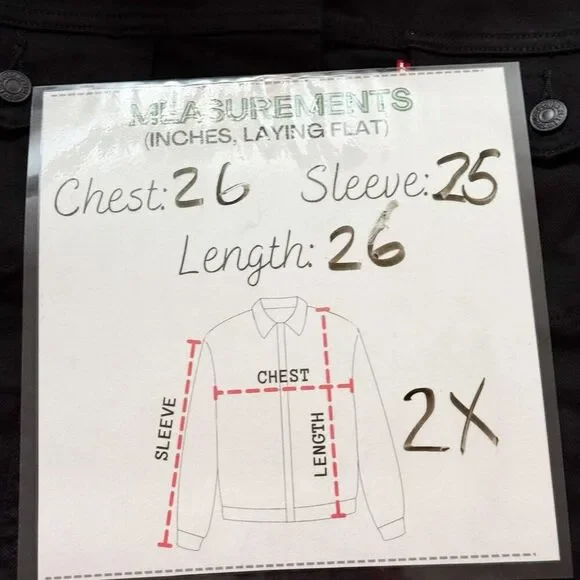 MEASUREMENTS
(INCHES, LAYING FLAT)
Chest: 26 Sleeve: 25
Length: 26
CHEST
SLEEVE
LENGTH
2X